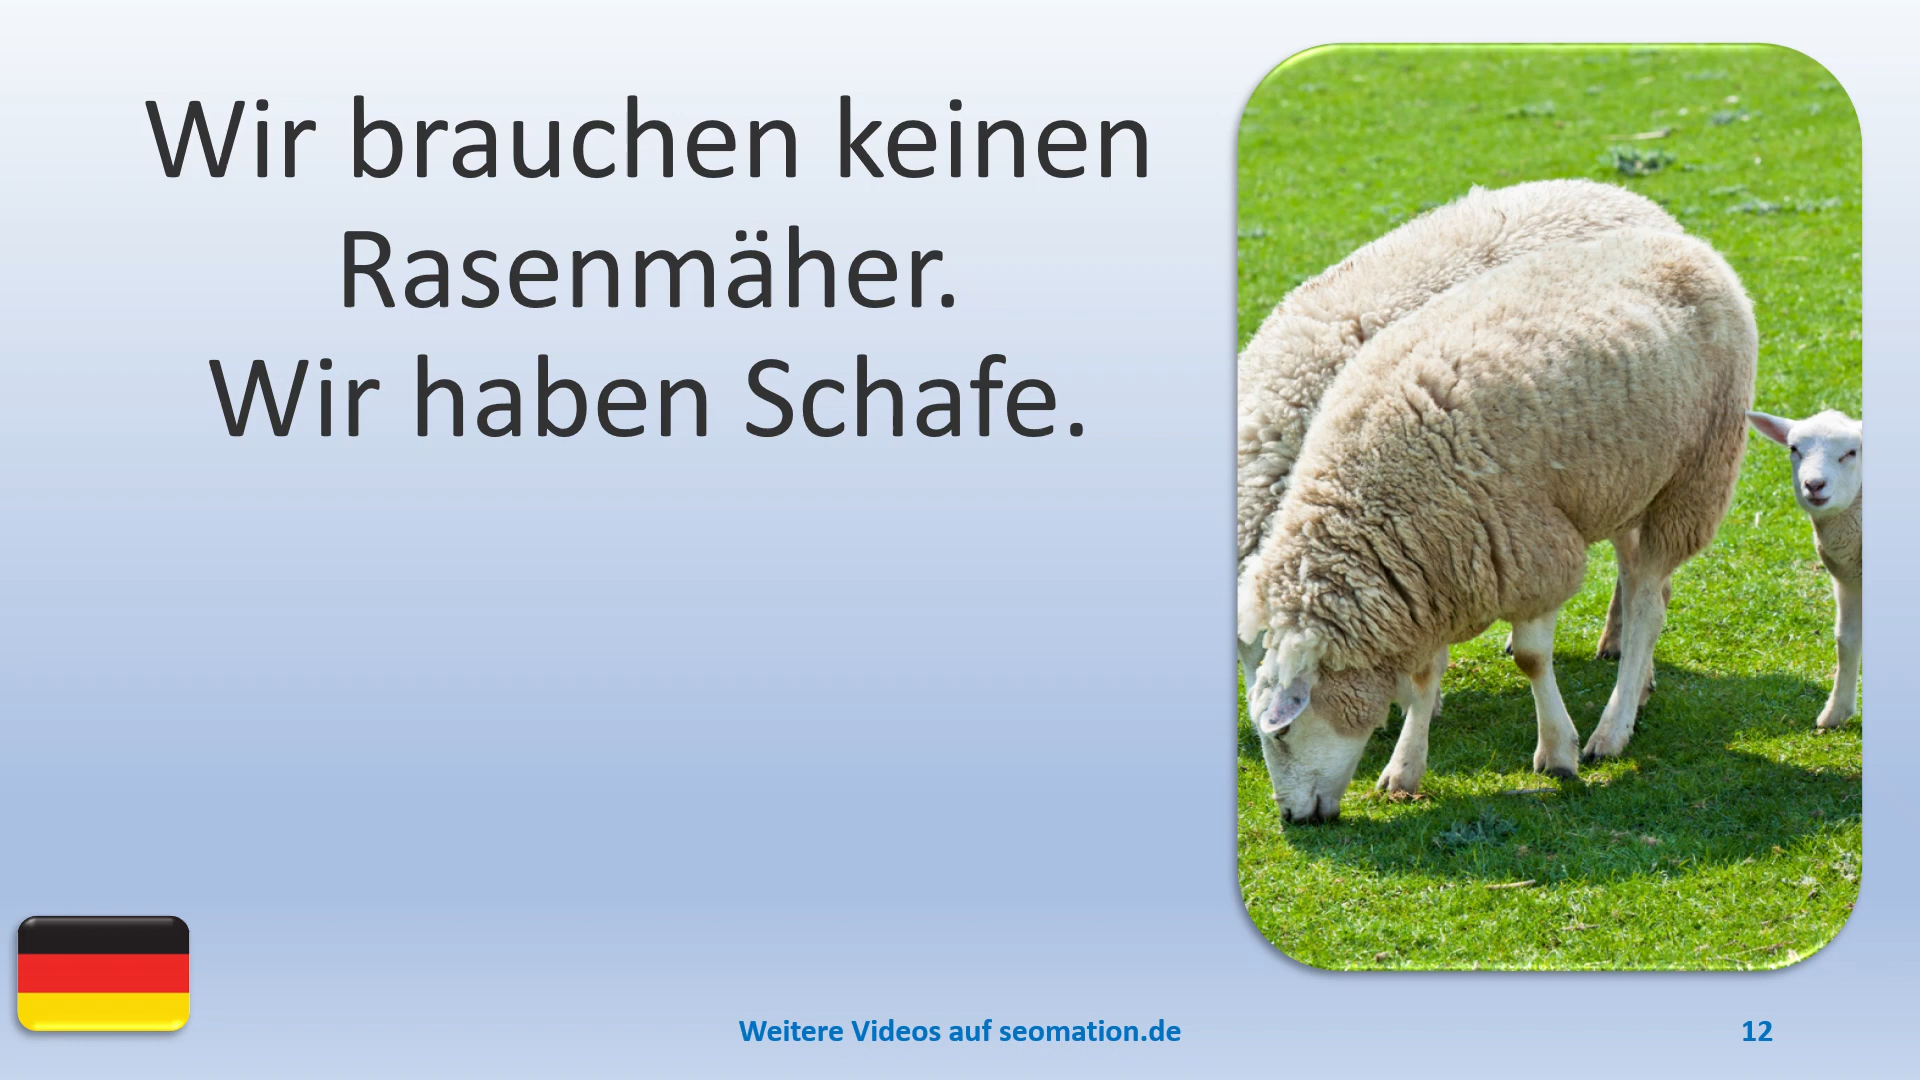 Wir brauchen keinen
Rasenmäher.
Wir haben Schafe.
Weitere Videos auf seomation.de
12